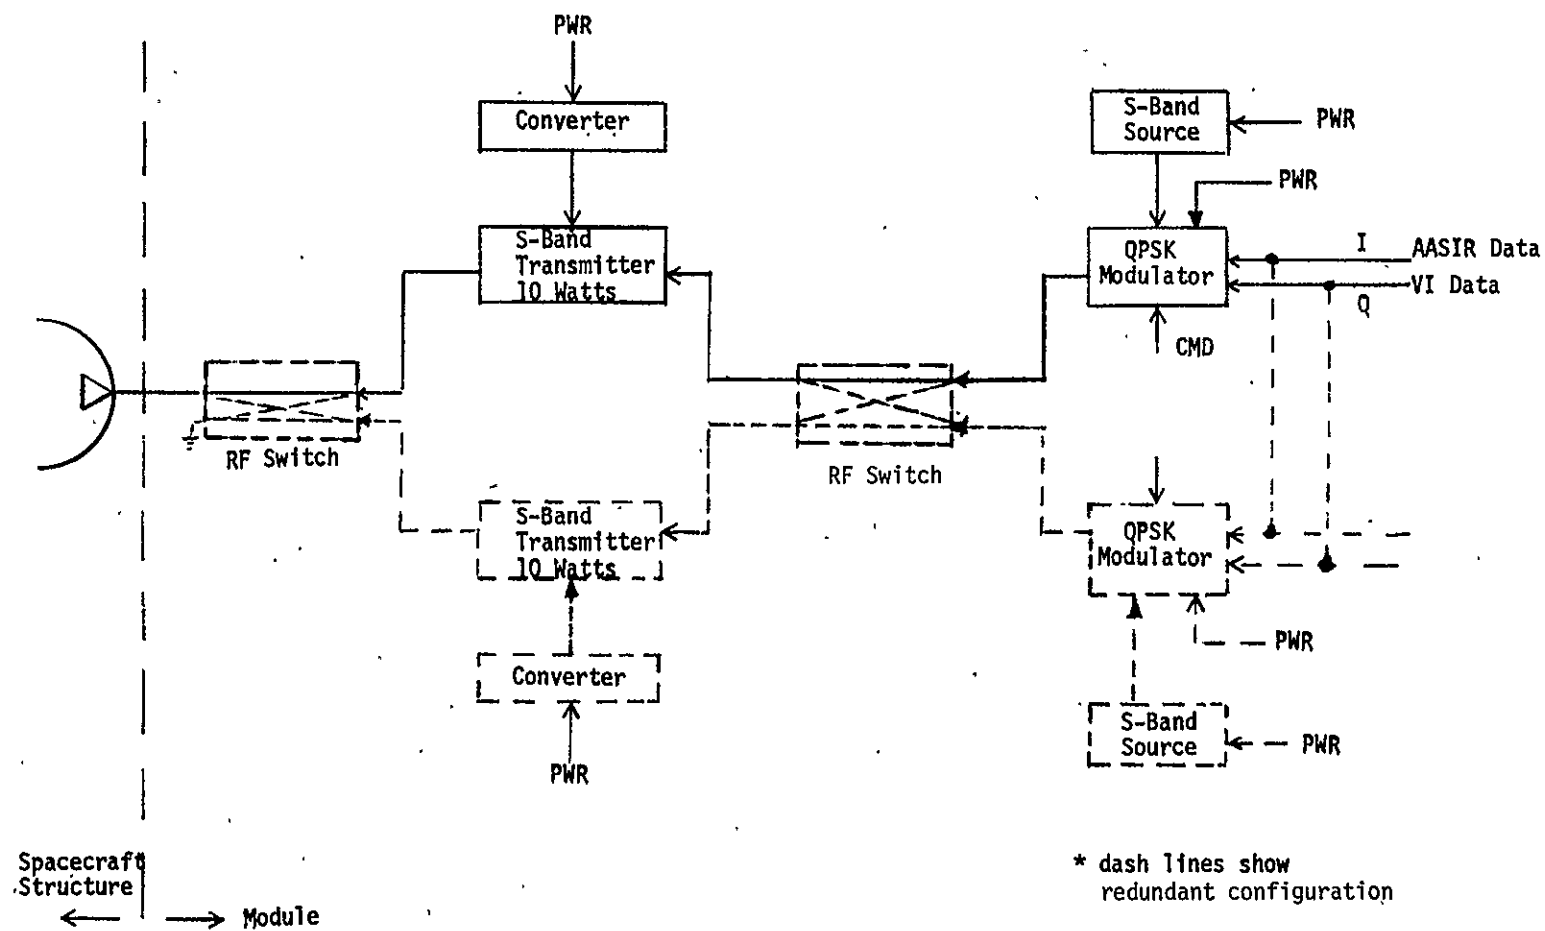 PWR
Converter
S-Band
Source
PWR
PWR
S-Band
Transmitter
10 Watts
QPSK
Modulator
I
AASIR Data
VI Data
Q
CMD
RF Switch
RF Switch
S-Band
Transmitter
10 Watts
QPSK
Modulator
PWR
Converter
S-Band
Source
PWR
PWR
Spacecraft
Structure
Module
* dash lines show
redundant configuration